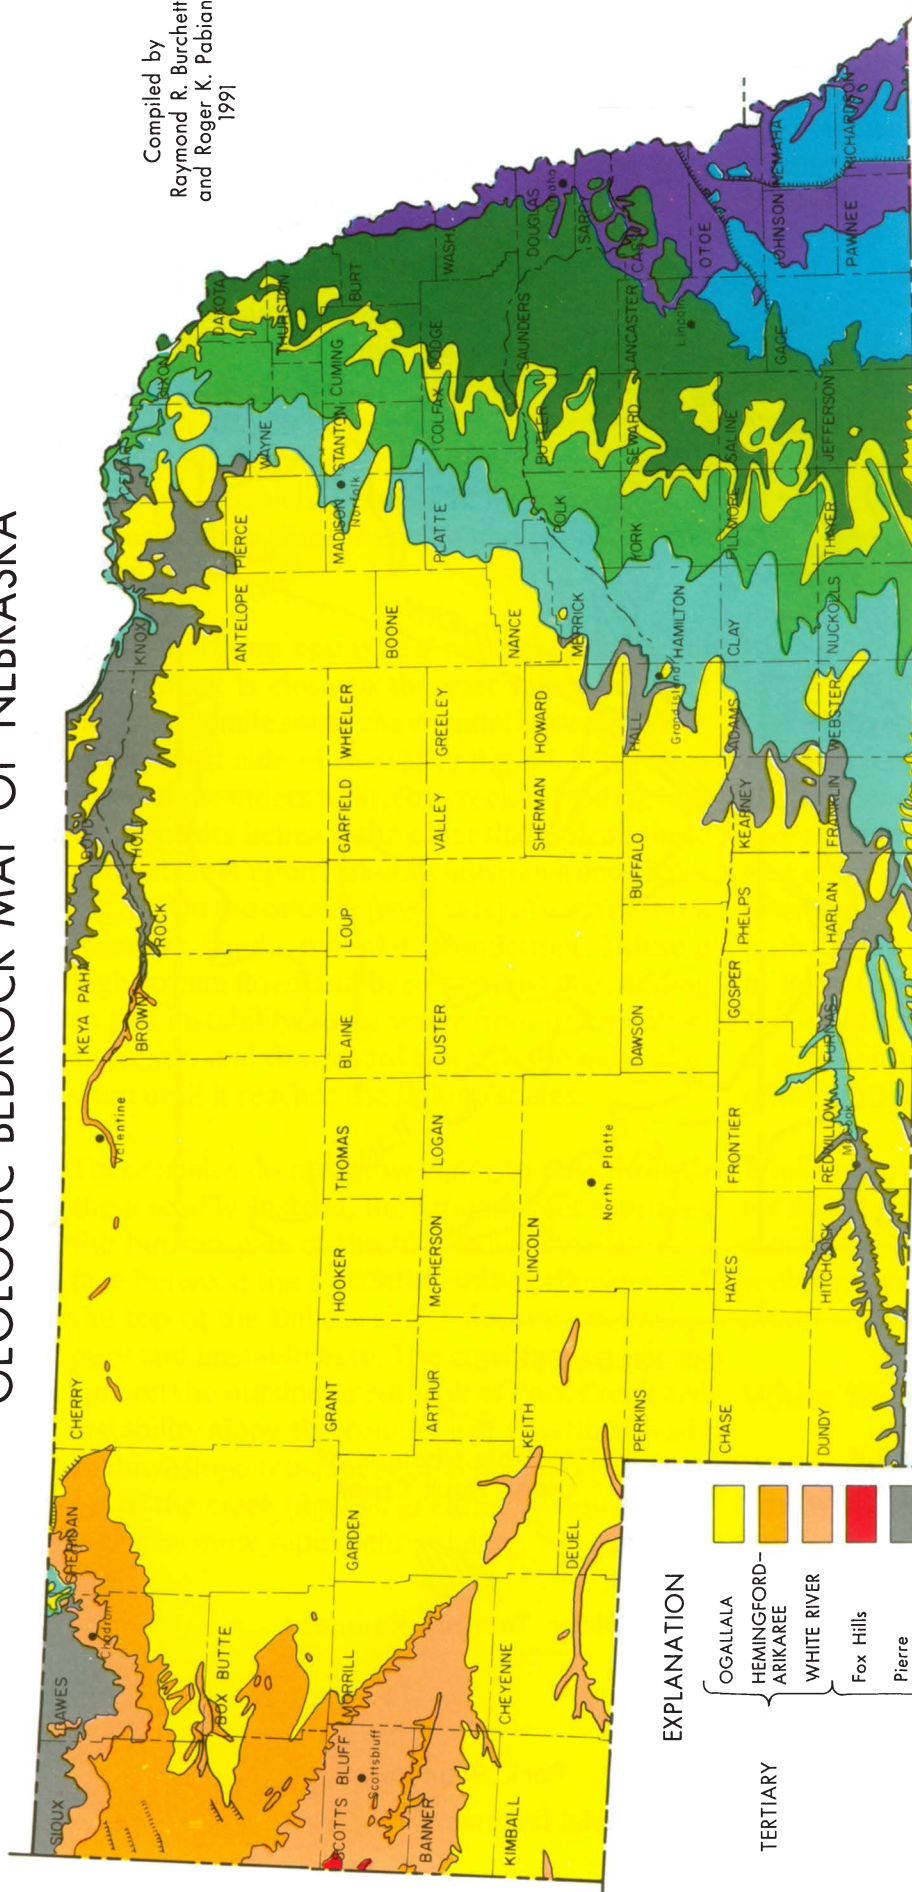 GEOLOGIC BEDROCK MAP OF NEBRASKA
Compiled by
Raymond R. Burchett
and Roger K. Pabian
1991
SIOUX
DAWES
SHERIDAN
CHERRY
KEYA PAHA
BOYD
BROWN
ROCK
HOLT
KNOX
CEDAR
DIXON
DAKOTA
Chadron
Valentine
BOX BUTTE
ANTELOPE
PIERCE
WAYNE
THURSTON
SCOTTS BLUFF
Scottsbluff
MORRILL
GARDEN
GRANT
HOOKER
THOMAS
BLAINE
LOUP
GARFIELD
WHEELER
BOONE
MADISON
Norfolk
STANTON
CUMING
BURT
BANNER
ARTHUR
McPHERSON
LOGAN
CUSTER
VALLEY
GREELEY
PLATTE
COLFAX
DODGE
WASH.
KIMBALL
CHEYENNE
DEUEL
KEITH
LINCOLN
North Platte
SHERMAN
HOWARD
NANCE
MERRICK
POLK
BUTLER
SAUNDERS
DOUGLAS
Omaha
SARPY
PERKINS
DAWSON
BUFFALO
HALL
Grand Island
HAMILTON
YORK
SEWARD
LANCASTER
Lincoln
CASS
OTOE
CHASE
HAYES
FRONTIER
GOSPER
PHELPS
KEARNEY
ADAMS
CLAY
FILLMORE
SALINE
GAGE
JOHNSON
NEMAHA
DUNDY
HITCHCOCK
REDWILLOW
FURNAS
HARLAN
FRANKLIN
WEBSTER
NUCKOLLS
THAYER
JEFFERSON
PAWNEE
RICHARDSON
EXPLANATION
TERTIARY
OGALLALA
HEMINGFORD-
ARIKAREE
WHITE RIVER
Fox Hills
Pierre